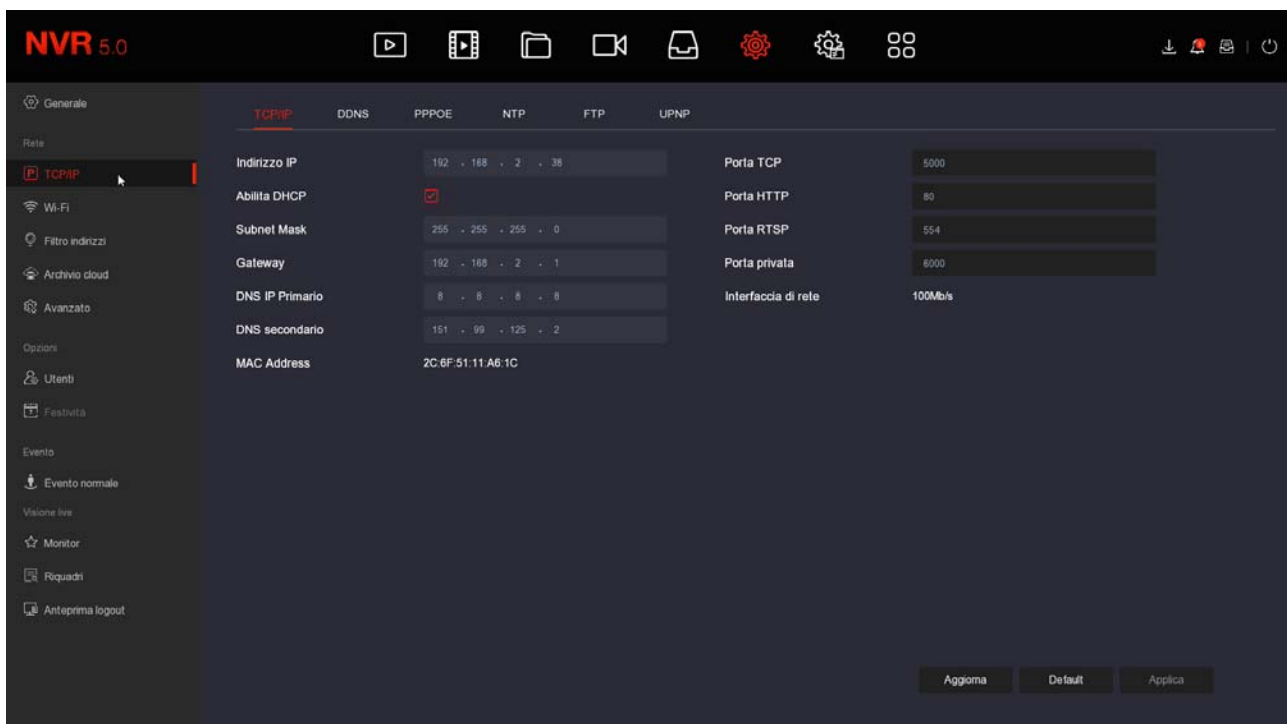 NVR 5.0
Generale
Rete
TCP/IP
Wi-Fi
Filtro indirizzi
Archivio cloud
Avanzato
Opzioni
Utenti
Festività
Evento
Evento normale
Visione live
Monitor
Riquadri
Anteprima logout
TCP/IP DDNS PPPOE NTP FTP UPNP
Indirizzo IP 192 . 168 . 2 . 38
Abilita DHCP
Subnet Mask 255 . 255 . 255 . 0
Gateway 192 . 168 . 2 . 1
DNS IP Primario 8 . 8 . 8 . 8
DNS secondario 151 . 99 . 125 . 2
MAC Address 2C:6F:51:11:A6:1C
Porta TCP 5000
Porta HTTP 80
Porta RTSP 554
Porta privata 6000
Interfaccia di rete 100Mb/s
Aggiorna Default Applica